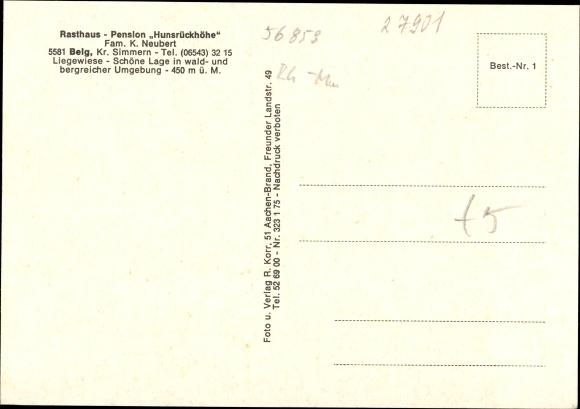 Rasthaus - Pension „Hunsrückhöhe"
Fam. K. Neubert
5581 Belg, Kr. Simmern - Tel. (06543) 32 15
Liegewiese - Schöne Lage in wald- und
bergreicher Umgebung - 450 m ü. M.
56859
27901
Best.-Nr. 1
Foto u. Verlag R. Korr, 51 Aachen-Brand, Freunder Landstr. 49
Tel. 52 69 00 - Nr. 323 1 75 - Nachdruck verboten